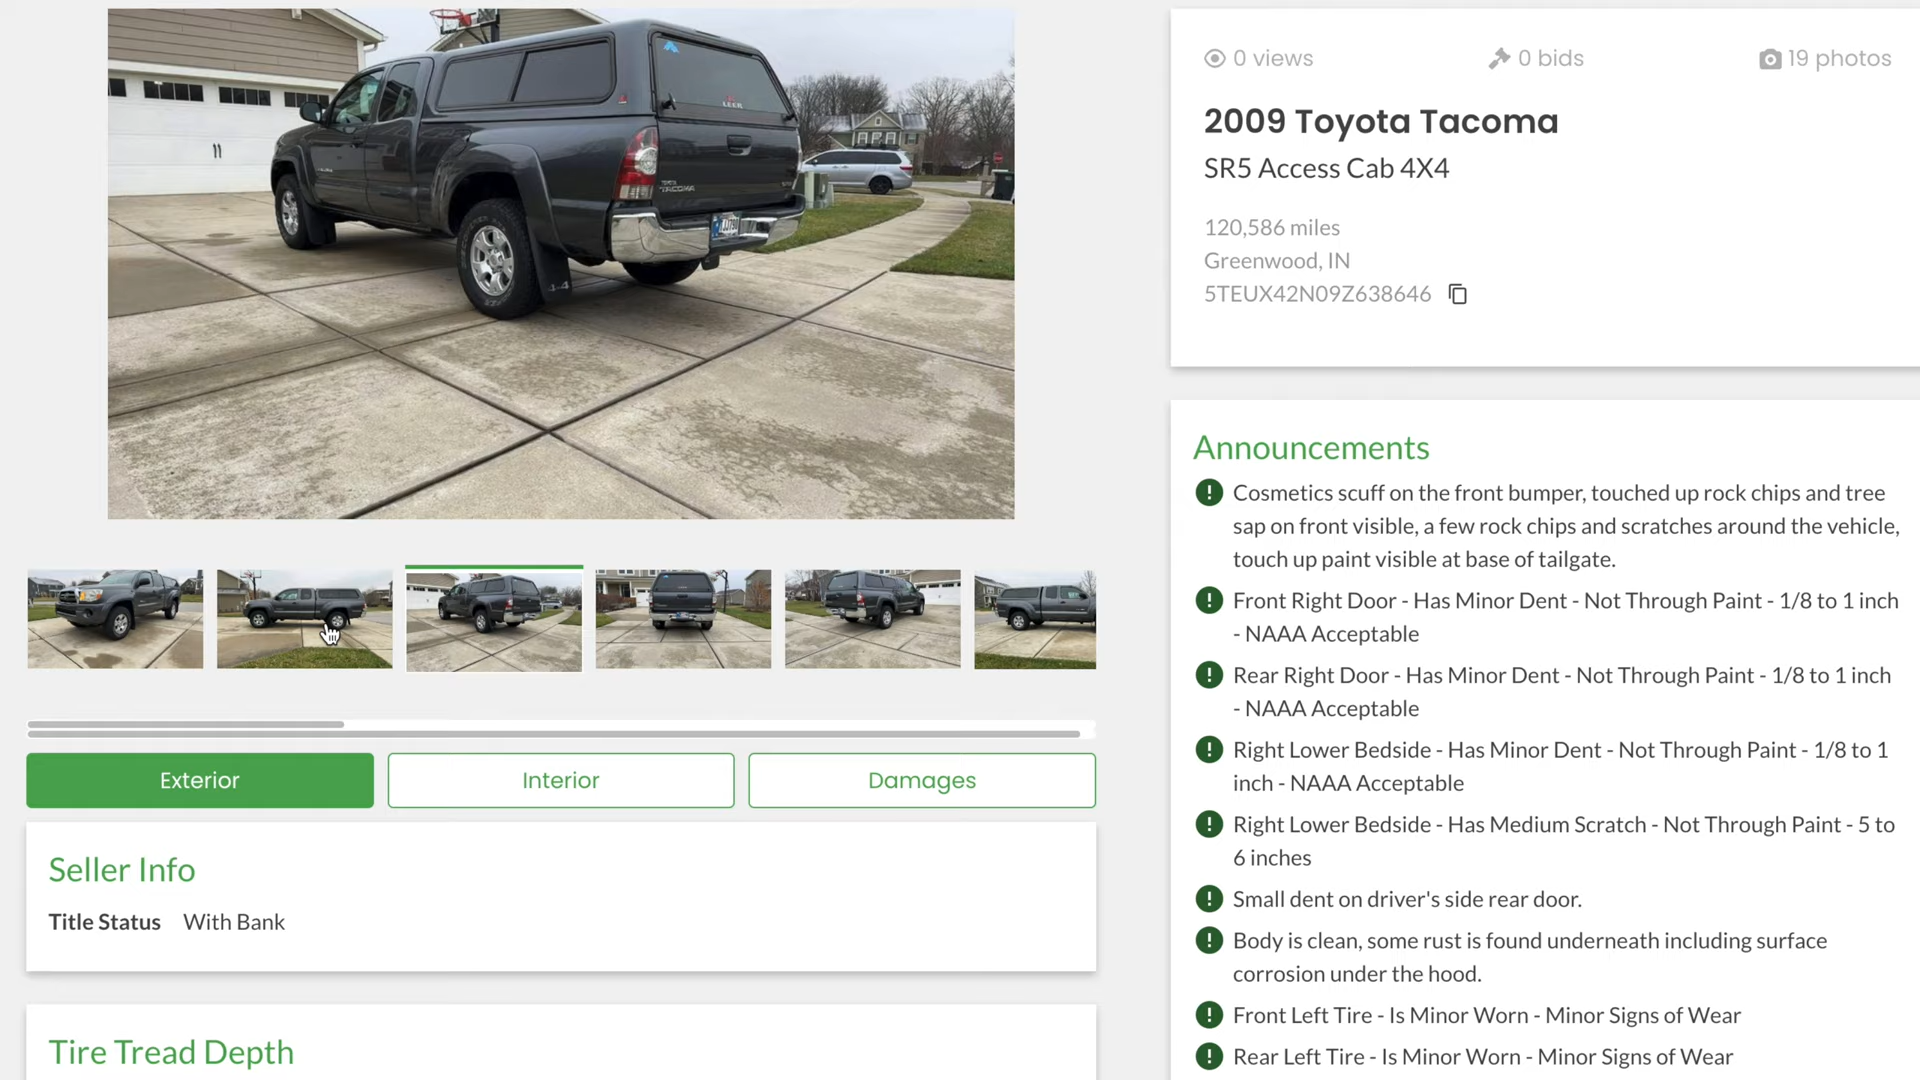 0 views
0 bids
19 photos
2009 Toyota Tacoma
SR5 Access Cab 4X4
120,586 miles
Greenwood, IN
5TEUX42N09Z638646
LEER
TACOMA
4x4
Exterior
Interior
Damages
Seller Info
Title Status With Bank
Tire Tread Depth
Announcements
Cosmetics scuff on the front bumper, touched up rock chips and tree
sap on front visible, a few rock chips and scratches around the vehicle,
touch up paint visible at base of tailgate.
Front Right Door - Has Minor Dent - Not Through Paint - 1/8 to 1 inch
- NAAA Acceptable
Rear Right Door - Has Minor Dent - Not Through Paint - 1/8 to 1 inch
- NAAA Acceptable
Right Lower Bedside - Has Minor Dent - Not Through Paint - 1/8 to 1
inch - NAAA Acceptable
Right Lower Bedside - Has Medium Scratch - Not Through Paint - 5 to
6 inches
Small dent on driver's side rear door.
Body is clean, some rust is found underneath including surface
corrosion under the hood.
Front Left Tire - Is Minor Worn - Minor Signs of Wear
Rear Left Tire - Is Minor Worn - Minor Signs of Wear